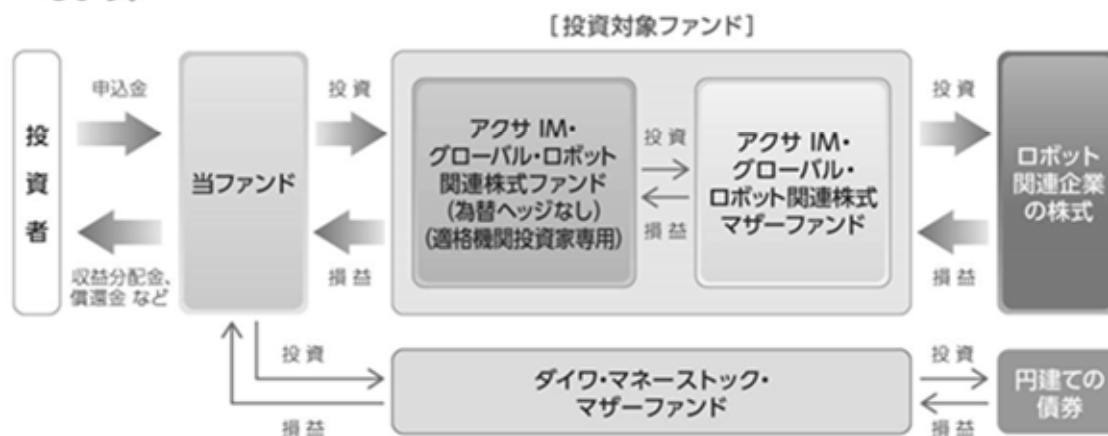 [投資対象ファンド]
投資者
申込金
収益分配金、
償還金 など
当ファンド
投資
損益
アクサ IM・
グローバル・ロボット
関連株式ファンド
(為替ヘッジなし)
(適格機関投資家専用)
投資
損益
アクサ IM・
グローバル・
ロボット関連株式
マザーファンド
投資
損益
ロボット
関連企業
の株式
投資
損益
ダイワ・マネーストック・
マザーファンド
投資
損益
円建ての
債券